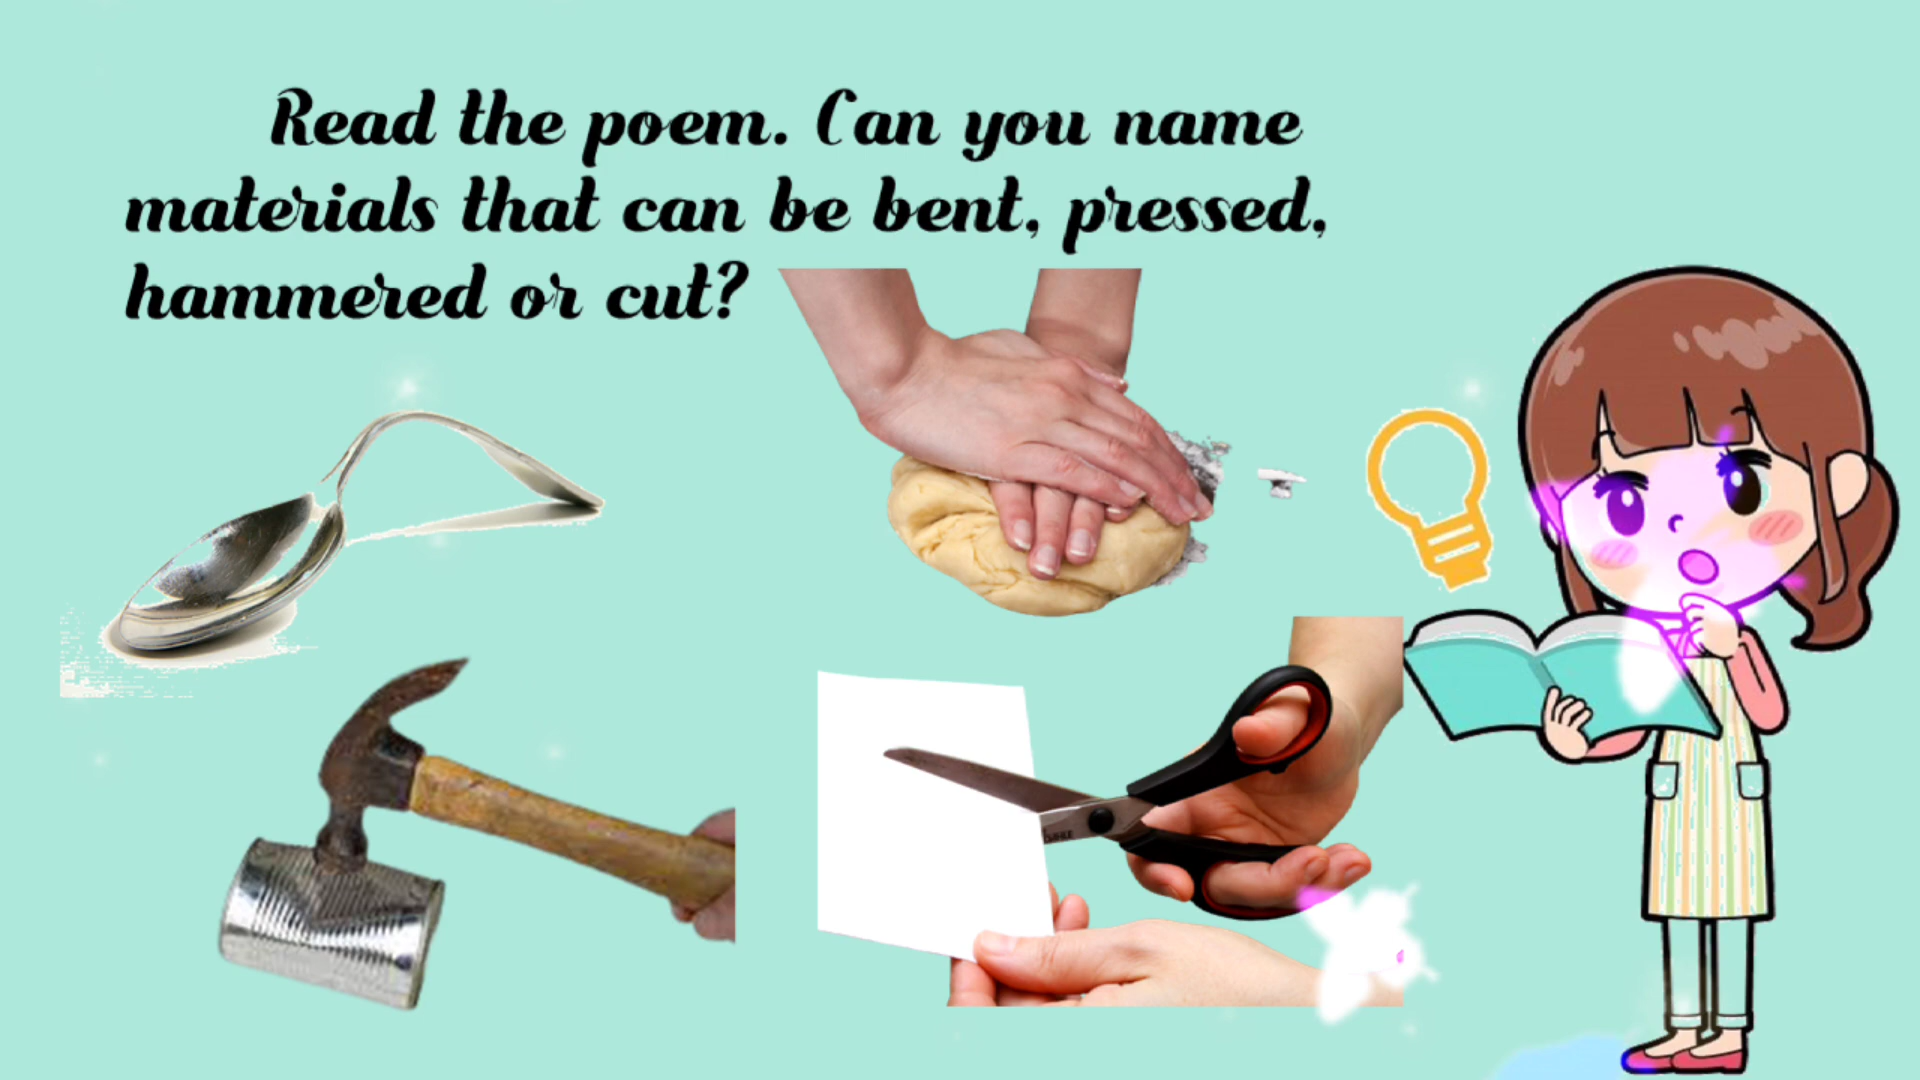 Read the poem. Can you name
materials that can be bent, pressed,
hammered or cut?